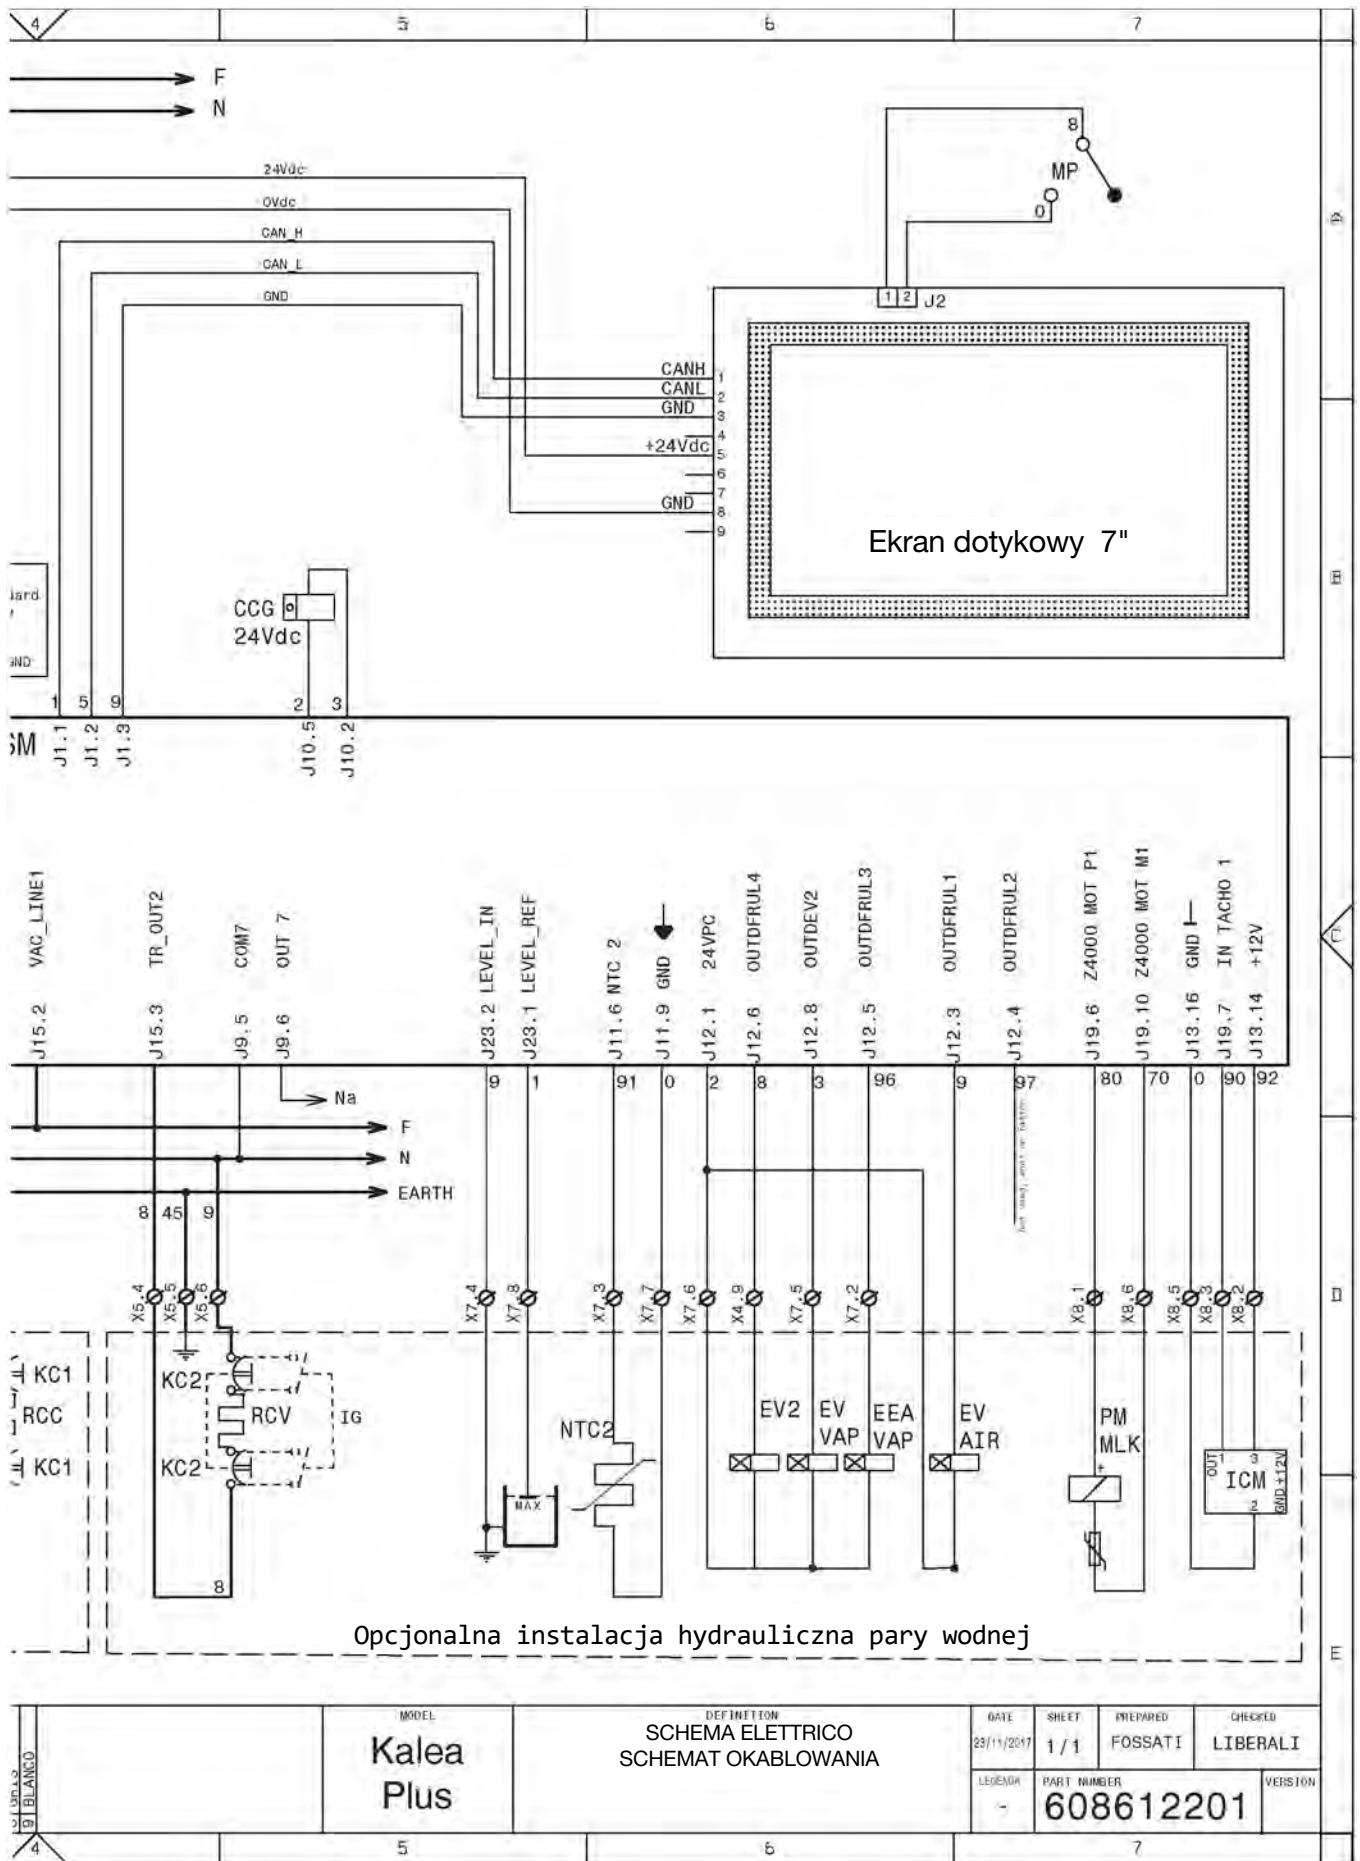 4 5 6 7
F
N
8
MP
0
24Vdc
0Vdc
CAN_H
CAN_L
GND
A
1 2 J2
CANH 1
CANL 2
GND 3
4
+24Vdc 5
6
7
GND 8
9
Ekran dotykowy 7"
B
CCG
24Vdc
GND
1 5 9 2 3
SM
J1.1
J1.2
J1.3
J10.5
J10.2
VAC_LINE1
TR_OUT2
COM7
OUT 7
LEVEL_IN
LEVEL_REF
NTC 2
GND
24VPC
OUTDFRUL4
OUTDEV2
OUTDFRUL3
OUTDFRUL1
OUTDFRUL2
Z4000 MOT P1
Z4000 MOT M1
GND
IN TACHO 1
+12V
C
J15.2
J15.3
J9.5
J9.6
J23.2
J23.1
J11.6
J11.9
J12.1
J12.6
J12.8
J12.5
J12.3
J12.4
J19.6
J19.10
J13.16
J19.7
J13.14
9 1 91 0 2 8 3 96 9 97 80 70 0 90 92
Na
F
N
EARTH
8 45 9
X5.4
X5.5
X5.6
X7.4
X7.8
X7.3
X7.7
X7.6
X4.9
X7.5
X7.2
X8.1
X8.6
X8.5
X8.3
X8.2
D
KC1
RCC
KC1
KC2
RCV
IG
KC2
8
MAX
NTC2
EV2
EV
VAP
EEA
VAP
EV
AIR
PM
MLK
+
OUT 1 3 +12V
ICM
2 GND
Opcjonalna instalacja hydrauliczna pary wodnej
E
9 BLANCO
MODEL
Kalea
Plus
DEFINITION
SCHEMA ELETTRICO
SCHEMAT OKABLOWANIA
DATE
23/11/2017
SHEET
1/1
PREPARED
FOSSATI
CHECKED
LIBERALI
LEGENDA
-
PART NUMBER
608612201
VERSION
4 5 6 7